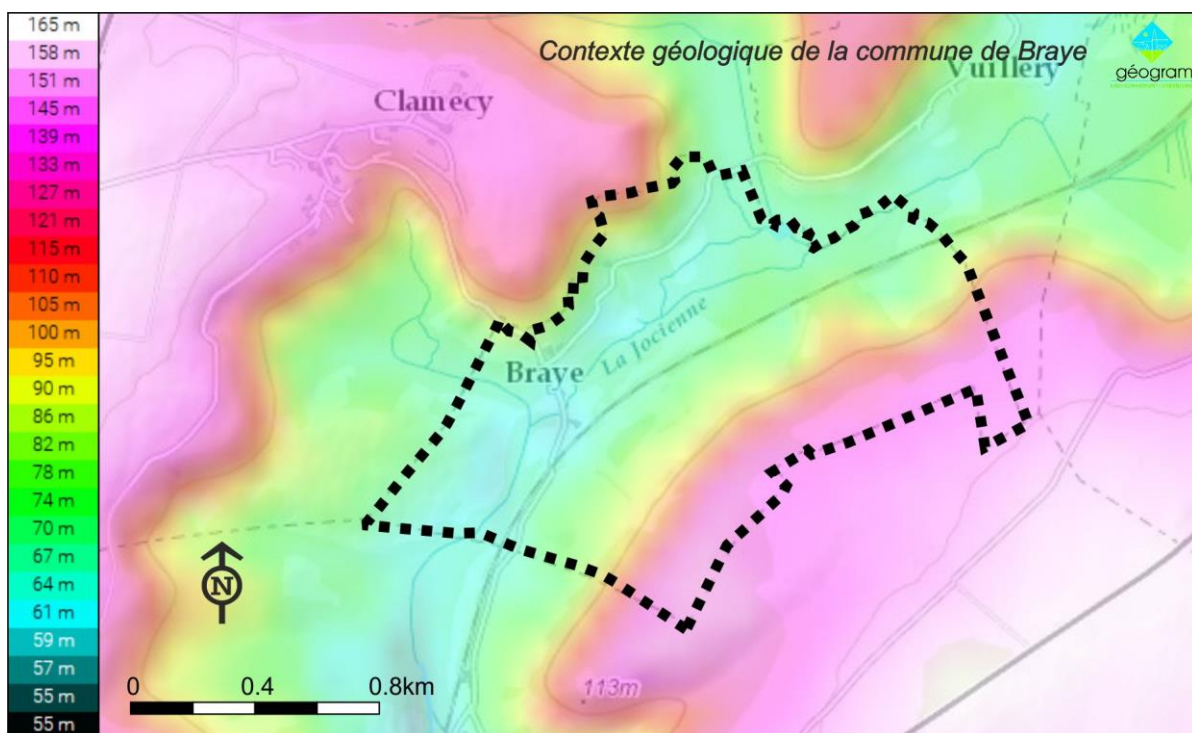 165 m
158 m
151 m
145 m
139 m
133 m
127 m
121 m
115 m
110 m
105 m
100 m
95 m
90 m
86 m
82 m
78 m
74 m
70 m
67 m
64 m
61 m
59 m
57 m
55 m
55 m
Contexte géologique de la commune de Braye
géogram
Vuillery
Clamecy
La Jocienne
Braye
N
0 0.4 0.8km
113m